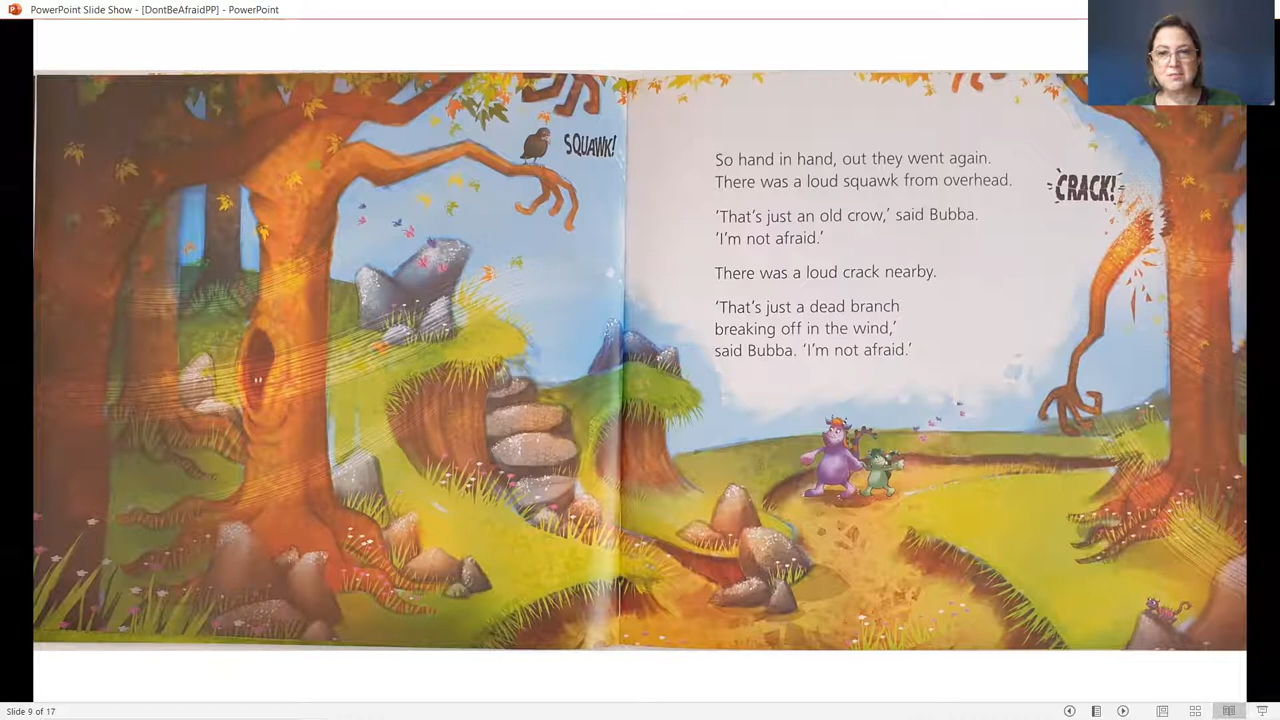 PowerPoint Slide Show - [DontBeAfraidPP] - PowerPoint
SQUAWK!
So hand in hand, out they went again.
There was a loud squawk from overhead.
‘That’s just an old crow,’ said Bubba.
‘I’m not afraid.’
There was a loud crack nearby.
‘That’s just a dead branch
breaking off in the wind,’
said Bubba. ‘I’m not afraid.’
CRACK!
Slide 9 of 17